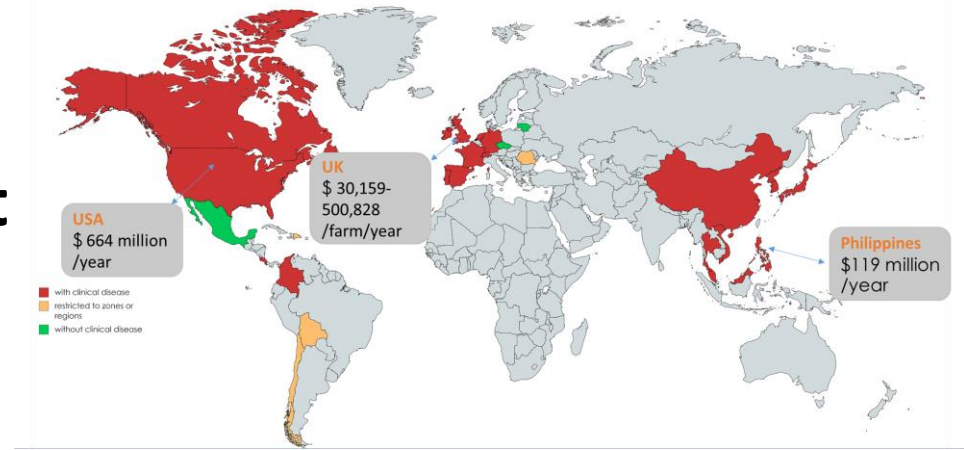 t
USA
$ 664 million
/year
UK
$ 30,159-
500,828
/farm/year
Philippines
$119 million
/year
with clinical disease
restricted to zones or
regions
without clinical disease